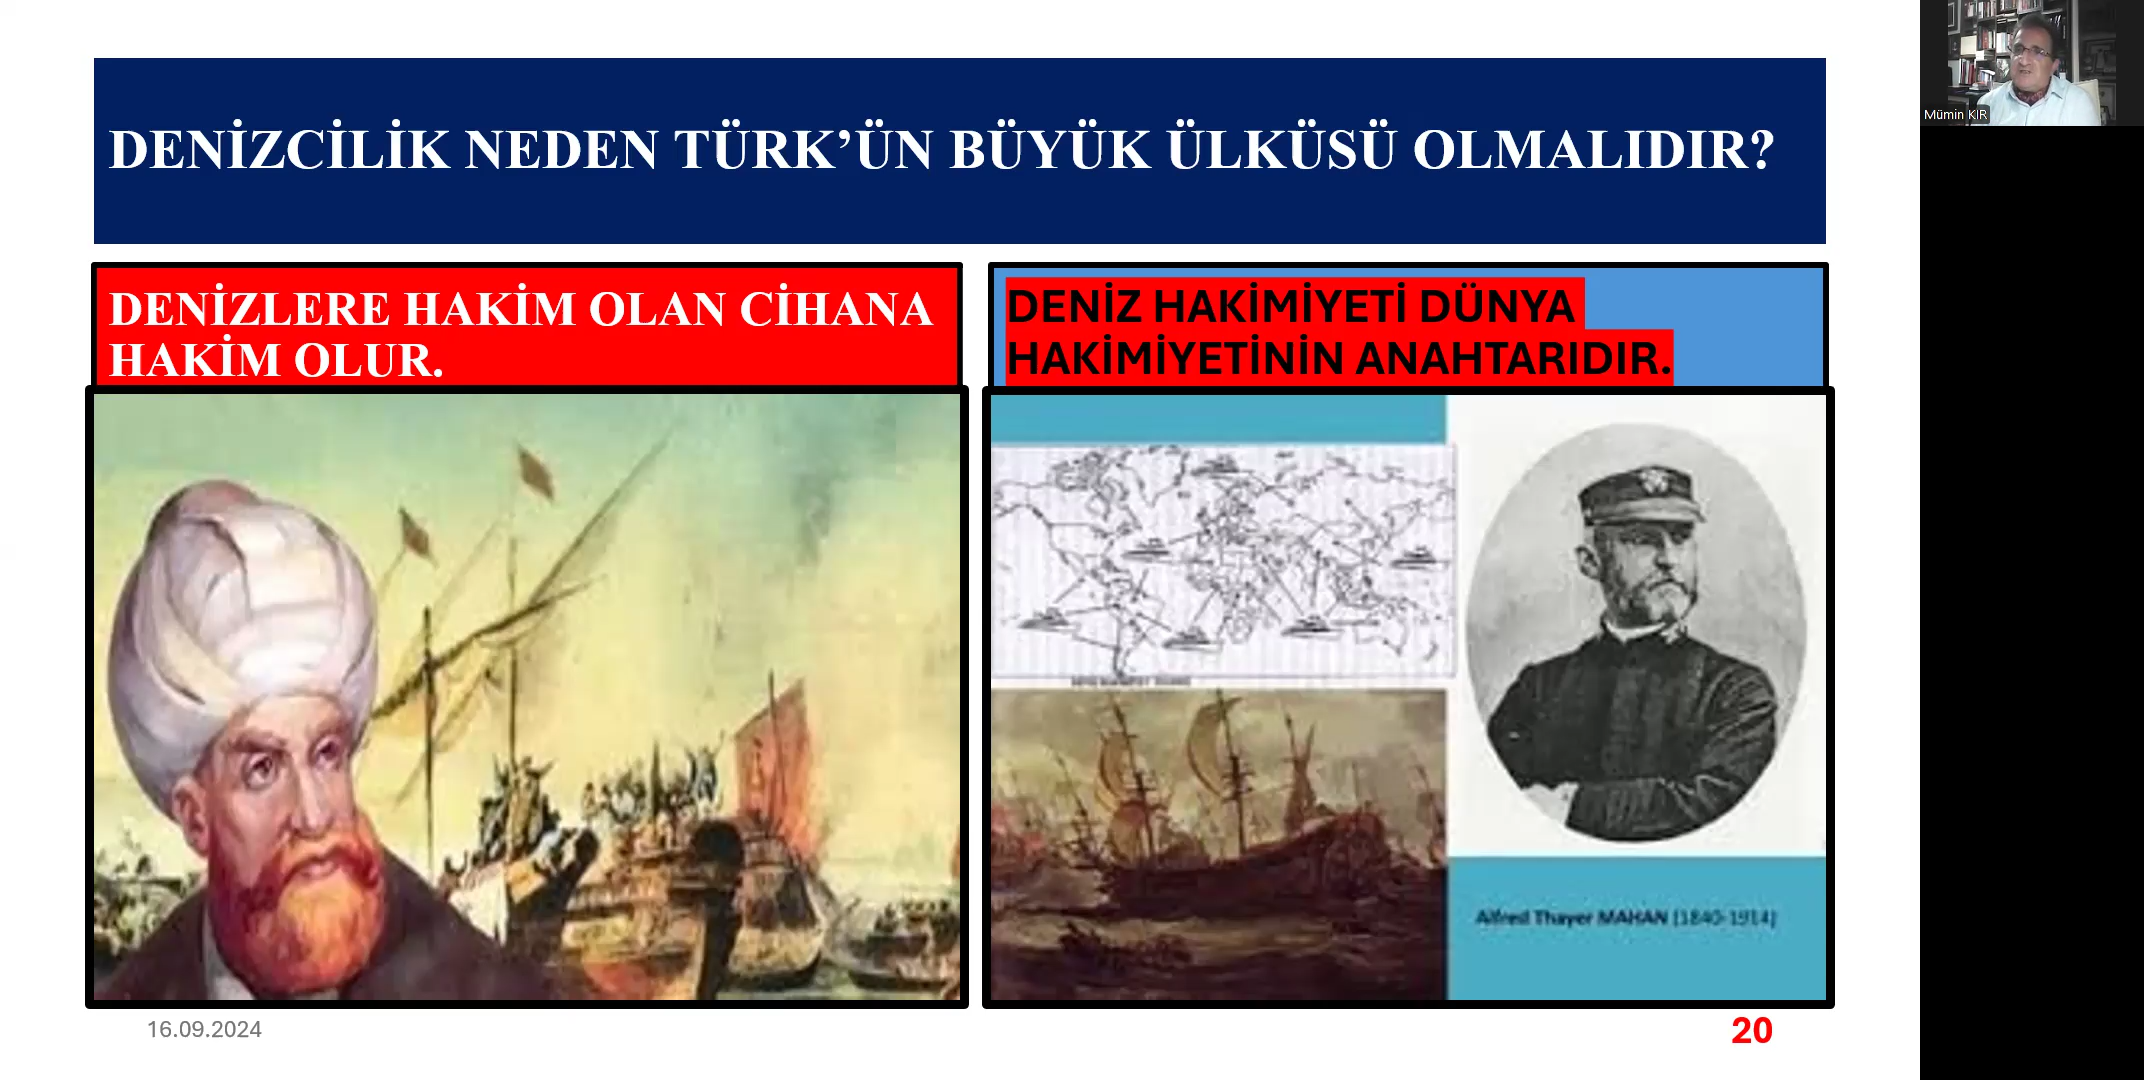 DENİZCİLİK NEDEN TÜRK’ÜN BÜYÜK ÜLKÜSÜ OLMALIDIR?
DENİZLERE HAKİM OLAN CİHANA
HAKİM OLUR.
DENİZ HAKİMİYETİ DÜNYA
HAKİMİYETİNİN ANAHTARIDIR.
Alfred Thayer MAHAN (1840-1914)
16.09.2024
20
Mümin KIR